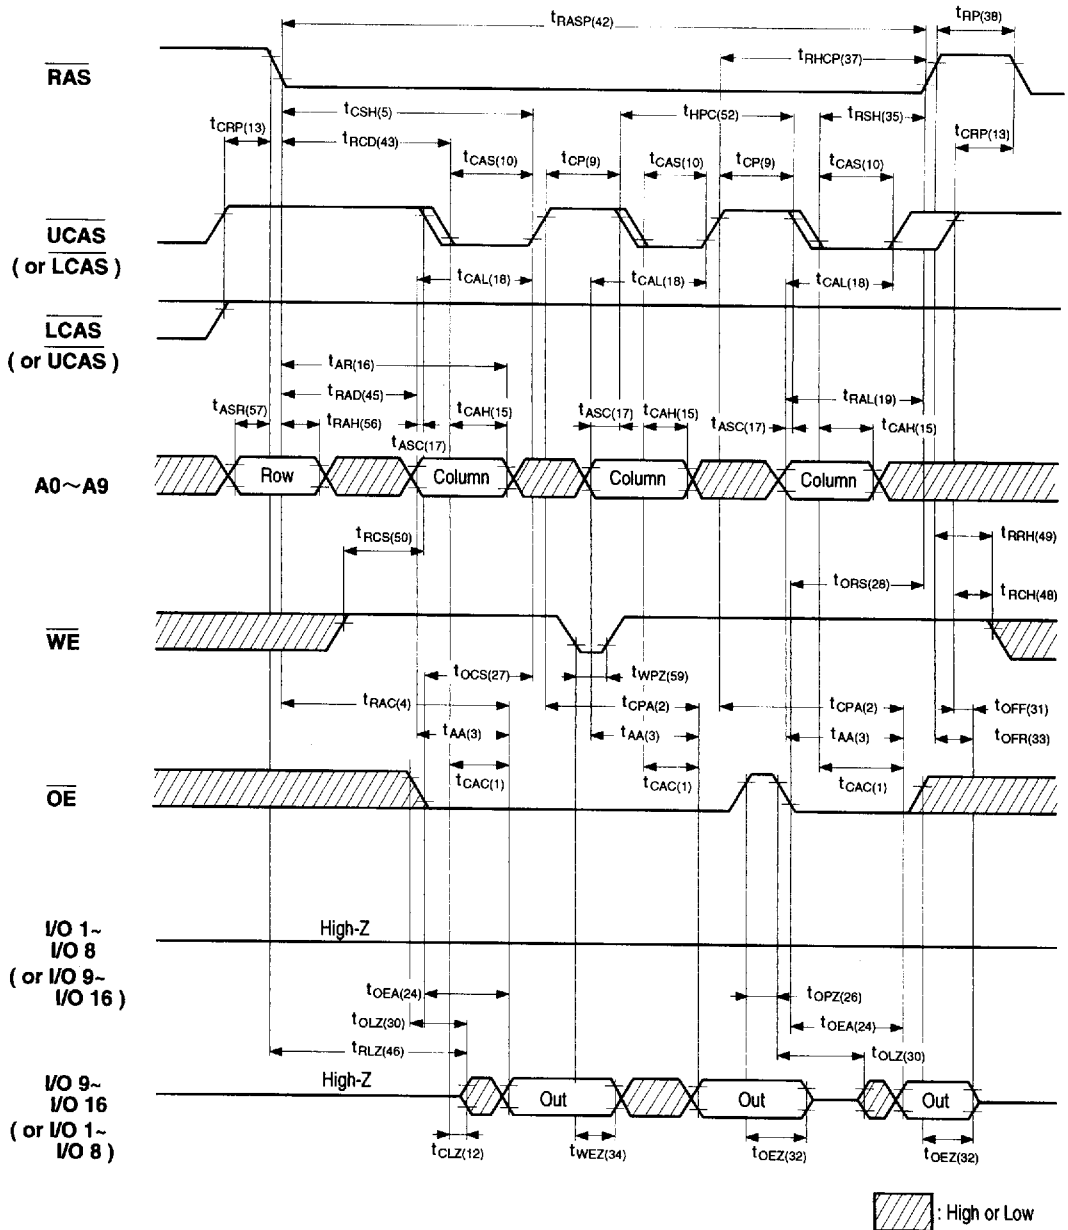 tRASP(42)
tRP(38)
tRHCP(37)
RAS
tCSH(5)
tHPC(52)
tRSH(35)
tCRP(13)
tRCD(43)
tCRP(13)
tCAS(10)
tCP(9)
tCAS(10)
tCP(9)
tCAS(10)
UCAS
( or LCAS )
tCAL(18)
tCAL(18)
tCAL(18)
LCAS
( or UCAS )
tAR(16)
tRAD(45)
tRAL(19)
tASR(57)
tRAH(56)
tCAH(15)
tASC(17)
tCAH(15)
tASC(17)
tCAH(15)
tASC(17)
A0~A9
Row
Column
Column
Column
tRCS(50)
tRRH(49)
tORS(28)
tRCH(48)
WE
tOCS(27)
tWPZ(59)
tRAC(4)
tCPA(2)
tCPA(2)
tOFF(31)
tAA(3)
tAA(3)
tAA(3)
tOFR(33)
tCAC(1)
tCAC(1)
tCAC(1)
OE
I/O 1~
I/O 8
( or I/O 9~
I/O 16 )
High-Z
tOEA(24)
tOPZ(26)
tOLZ(30)
tOEA(24)
tRLZ(46)
tOLZ(30)
I/O 9~
I/O 16
( or I/O 1~
I/O 8 )
High-Z
Out
Out
Out
tCLZ(12)
tWEZ(34)
tOEZ(32)
tOEZ(32)
: High or Low